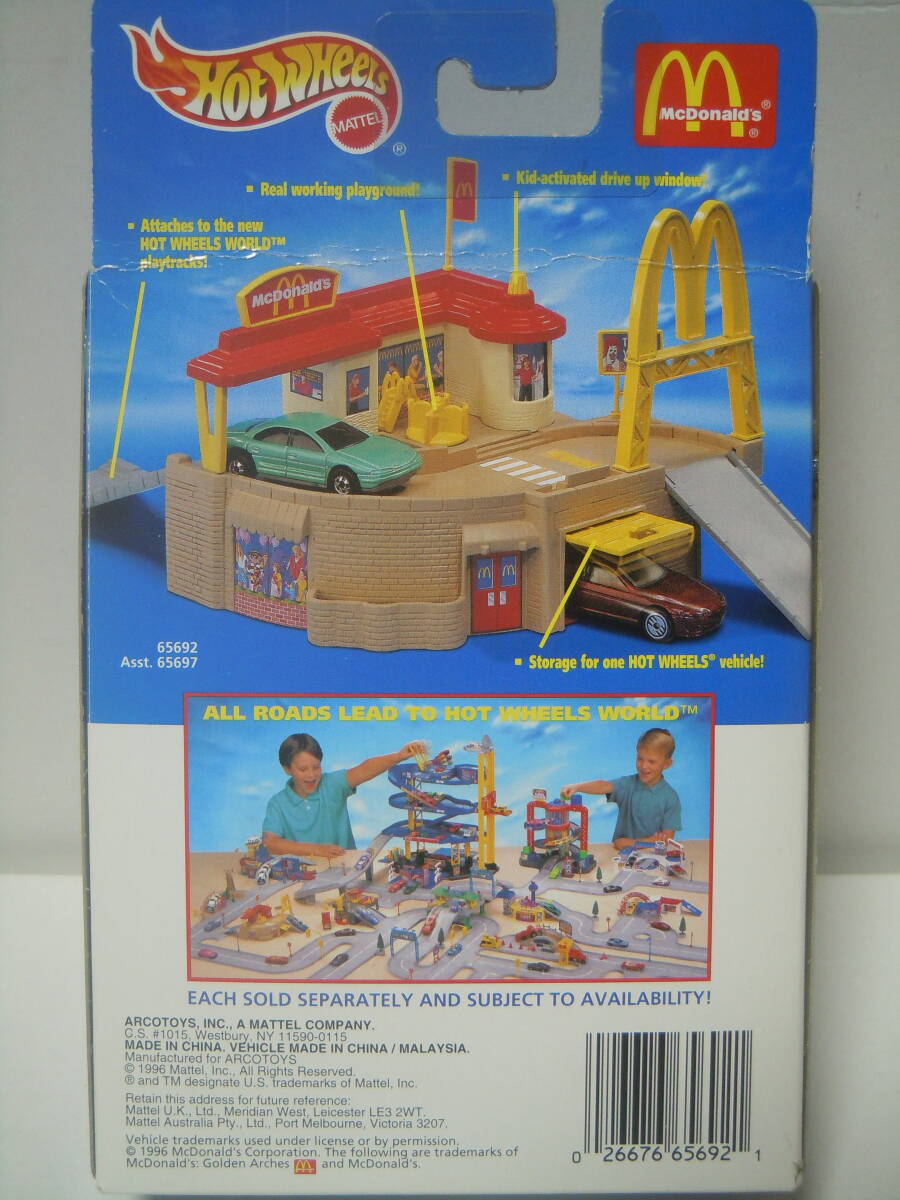 HOT WHEELS
MATTEL
®
McDonald's®
®
▪ Real working playground!
▪ Kid-activated drive up window!
▪ Attaches to the new
HOT WHEELS WORLD™
playtracks!
McDonald's
65692
Asst. 65697
▪ Storage for one HOT WHEELS® vehicle!
ALL ROADS LEAD TO HOT WHEELS WORLD™
EACH SOLD SEPARATELY AND SUBJECT TO AVAILABILITY!
ARCOTOYS, INC., A MATTEL COMPANY.
C.S. #1015, Westbury, NY 11590-0115
MADE IN CHINA. VEHICLE MADE IN CHINA / MALAYSIA.
Manufactured for ARCOTOYS
© 1996 Mattel, Inc., All Rights Reserved.
® and TM designate U.S. trademarks of Mattel, Inc.
Retain this address for future reference:
Mattel U.K., Ltd., Meridian West, Leicester LE3 2WT.
Mattel Australia Pty., Ltd., Port Melbourne, Victoria 3207.
Vehicle trademarks used under license or by permission.
© 1996 McDonald's Corporation. The following are trademarks of
McDonald's: Golden Arches and McDonald's.
0 26676 65692 1